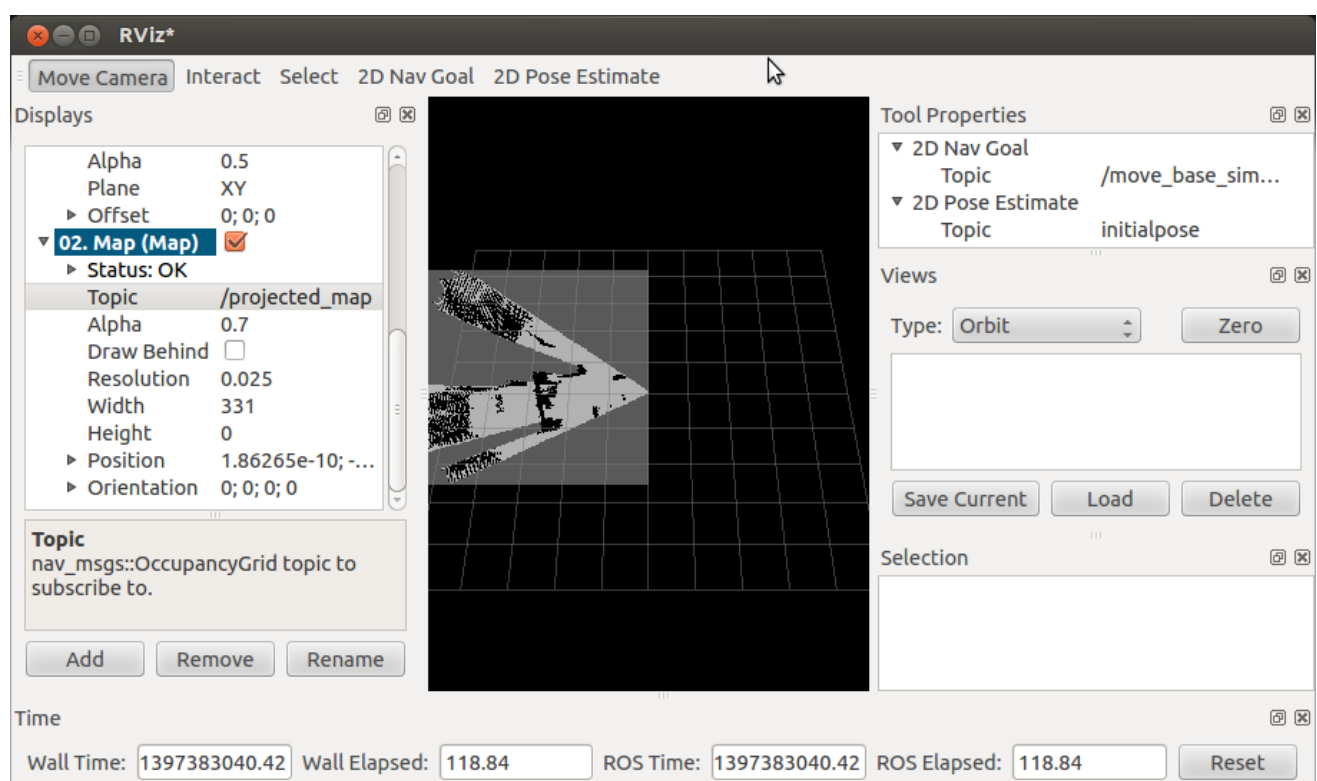 RViz*
Move Camera Interact Select 2D Nav Goal 2D Pose Estimate
Displays
Alpha 0.5
Plane XY
Offset 0; 0; 0
02. Map (Map)
Status: OK
Topic /projected_map
Alpha 0.7
Draw Behind
Resolution 0.025
Width 331
Height 0
Position 1.86265e-10; -...
Orientation 0; 0; 0; 0
Topic
nav_msgs::OccupancyGrid topic to
subscribe to.
Add Remove Rename
Tool Properties
2D Nav Goal
Topic /move_base_sim...
2D Pose Estimate
Topic initialpose
Views
Type: Orbit Zero
Save Current Load Delete
Selection
Time
Wall Time: 1397383040.42 Wall Elapsed: 118.84 ROS Time: 1397383040.42 ROS Elapsed: 118.84 Reset